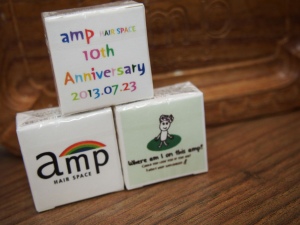 amp HAIR SPACE
10th
Anniversary
2013.07.23
amp
HAIR SPACE
Where am I on this amp?